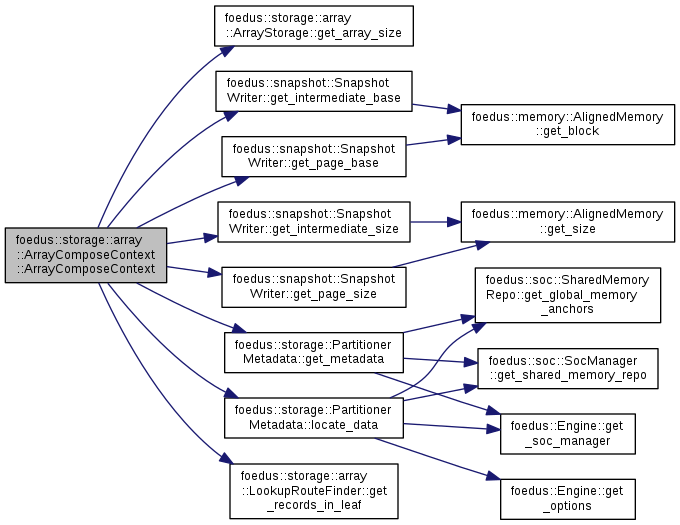 foedus::storage::array
::ArrayComposeContext
::ArrayComposeContext
foedus::storage::array
::ArrayStorage::get_array_size
foedus::snapshot::Snapshot
Writer::get_intermediate_base
foedus::snapshot::Snapshot
Writer::get_page_base
foedus::snapshot::Snapshot
Writer::get_intermediate_size
foedus::snapshot::Snapshot
Writer::get_page_size
foedus::storage::Partitioner
Metadata::get_metadata
foedus::storage::Partitioner
Metadata::locate_data
foedus::storage::array
::LookupRouteFinder::get
_records_in_leaf
foedus::memory::AlignedMemory
::get_block
foedus::memory::AlignedMemory
::get_size
foedus::soc::SharedMemory
Repo::get_global_memory
_anchors
foedus::soc::SocManager
::get_shared_memory_repo
foedus::Engine::get
_soc_manager
foedus::Engine::get
_options